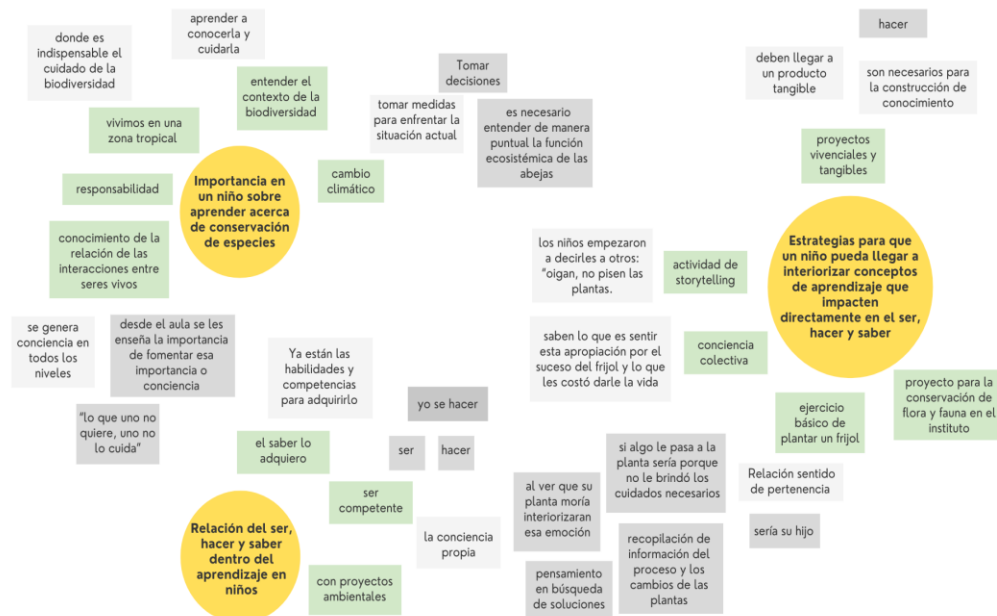 donde es
indispensable el
cuidado de la
biodiversidad
aprender a
conocerla y
cuidarla
entender el
contexto de la
biodiversidad
vivimos en una
zona tropical
responsabilidad
conocimiento de la
relación de las
interacciones entre
seres vivos
Importancia en
un niño sobre
aprender acerca
de conservación
de especies
cambio
climático
Tomar
decisiones
tomar medidas
para enfrentar la
situación actual
es necesario
entender de manera
puntual la función
ecosistémica de las
abejas
hacer
deben llegar a
un producto
tangible
son necesarios para
la construcción de
conocimiento
proyectos
vivenciales y
tangibles
Estrategias para que
un niño pueda llegar a
interiorizar conceptos
de aprendizaje que
impacten
directamente en el ser,
hacer y saber
los niños empezaron
a decirles a otros:
“oigan, no pisen las
plantas.
actividad de
storytelling
saben lo que es sentir
esta apropiación por el
suceso del frijol y lo que
les costó darle la vida
conciencia
colectiva
ejercicio
básico de
plantar un frijol
proyecto para la
conservación de
flora y fauna en el
instituto
se genera
conciencia en
todos los
niveles
desde el aula se les
enseña la importancia
de fomentar esa
importancia o
conciencia
“lo que uno no
quiere, uno no
lo cuida”
Ya están las
habilidades y
competencias
para adquirirlo
yo se hacer
ser
hacer
el saber lo
adquiero
ser
competente
la conciencia
propia
Relación del ser,
hacer y saber
dentro del
aprendizaje en
niños
con proyectos
ambientales
al ver que su
planta moría
interiorizaran
esa emoción
si algo le pasa a la
planta sería porque
no le brindó los
cuidados necesarios
Relación sentido
de pertenencia
sería su hijo
pensamiento
en búsqueda
de soluciones
recopilación de
información del
proceso y los
cambios de las
plantas